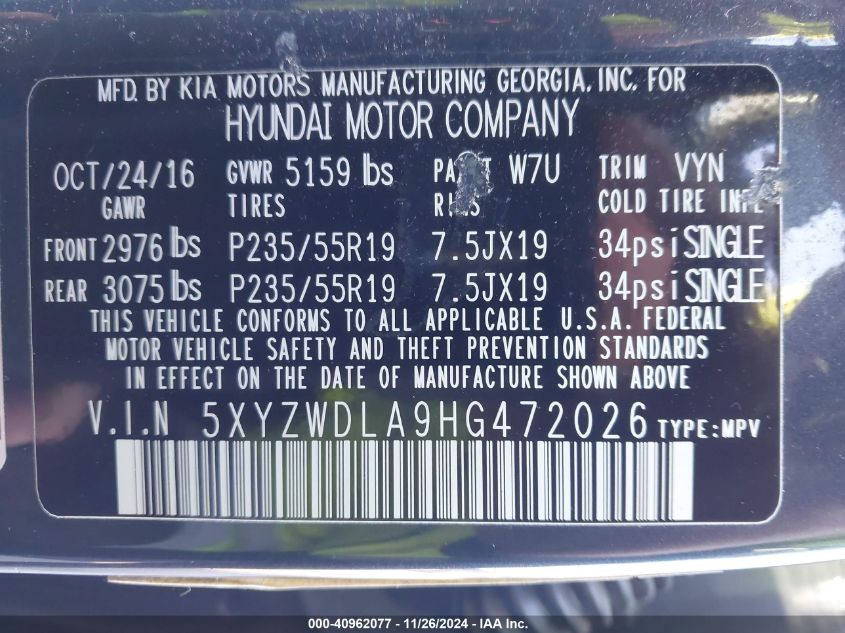 MFD. BY KIA MOTORS MANUFACTURING GEORGIA, INC. FOR
HYUNDAI MOTOR COMPANY
OCT/24/16 GVWR 5159 lbs W7U TRIM VYN
GAWR TIRES COLD TIRE
FRONT 2976 lbs P235/55R19 7.5JX19 34psi SINGLE
REAR 3075 lbs P235/55R19 7.5JX19 34psi SINGLE
THIS VEHICLE CONFORMS TO ALL APPLICABLE U.S.A. FEDERAL
MOTOR VEHICLE SAFETY AND THEFT PREVENTION STANDARDS
IN EFFECT ON THE DATE OF MANUFACTURE SHOWN ABOVE
V.I.N 5XYZWDLA9HG472026 TYPE:MPV
000-40962077 - 11/26/2024 - IAA Inc.